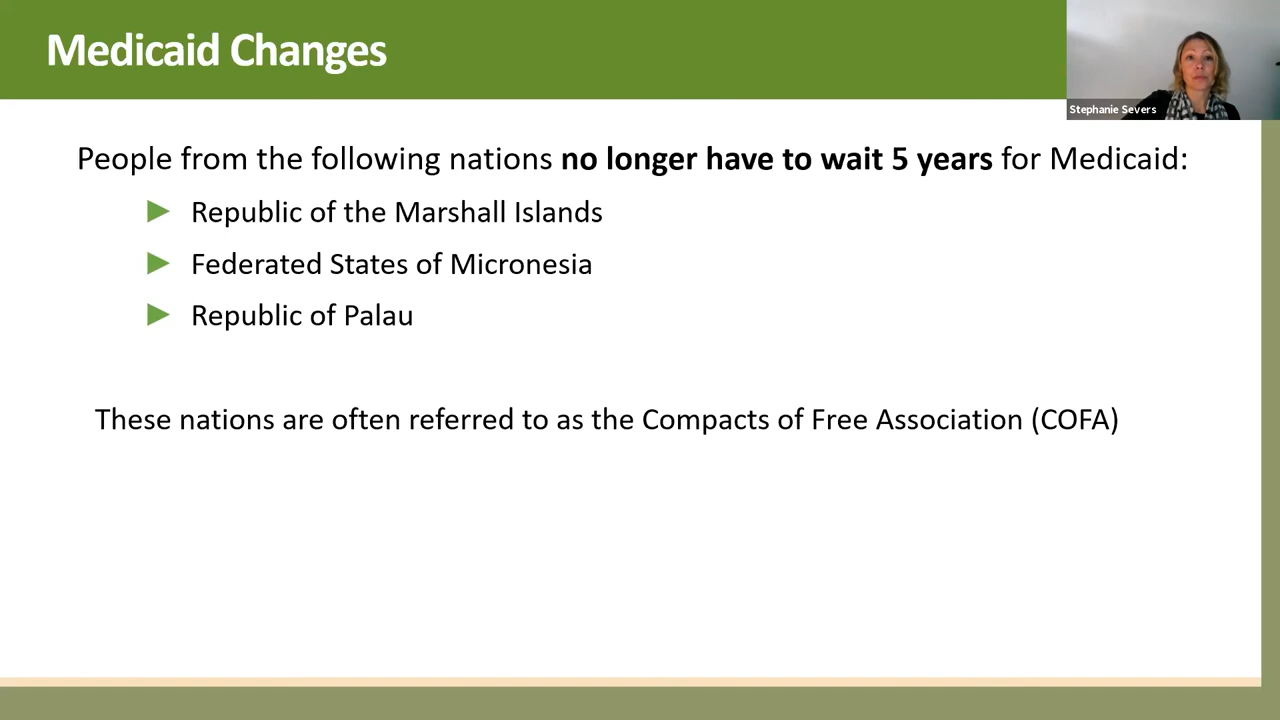 Medicaid Changes
Stephanie Severs
People from the following nations no longer have to wait 5 years for Medicaid:
Republic of the Marshall Islands
Federated States of Micronesia
Republic of Palau
These nations are often referred to as the Compacts of Free Association (COFA)